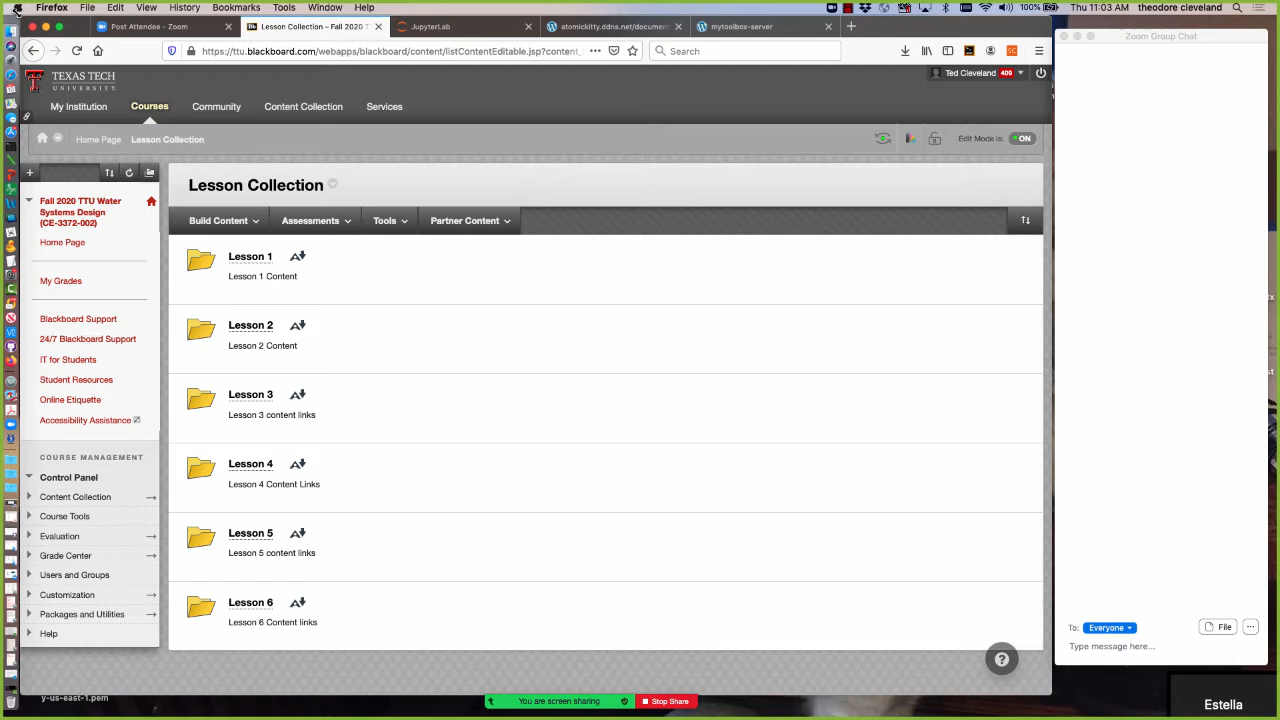 Firefox File Edit View History Bookmarks Tools Window Help
100% Fri 11:03 AM theodore cleveland
Post Attendee - Zoom
Lesson Collection – Fall 2020 T
JupyterLab
atomickitty.ddns.net/documen
mytoolbox-server
https://ttu.blackboard.com/webapps/blackboard/content/listContentEditable.jsp?content_
Search
Zoom Group Chat
TEXAS TECH
UNIVERSITY.
Ted Cleveland 409
My Institution Courses Community Content Collection Services
Home Page Lesson Collection
Edit Mode is: ON
Fall 2020 TTU Water
Systems Design
(CE-3372-002)
Home Page
My Grades
Blackboard Support
24/7 Blackboard Support
IT for Students
Student Resources
Online Etiquette
Accessibility Assistance
COURSE MANAGEMENT
Control Panel
Content Collection
Course Tools
Evaluation
Grade Center
Users and Groups
Customization
Packages and Utilities
Help
Lesson Collection
Build Content Assessments Tools Partner Content
Lesson 1
Lesson 1 Content
Lesson 2
Lesson 2 Content
Lesson 3
Lesson 3 content links
Lesson 4
Lesson 4 Content Links
Lesson 5
Lesson 5 content links
Lesson 6
Lesson 6 Content links
To: Everyone
File
Type message here...
y-us-east-1.pem
You are screen sharing
Stop Share
Estella